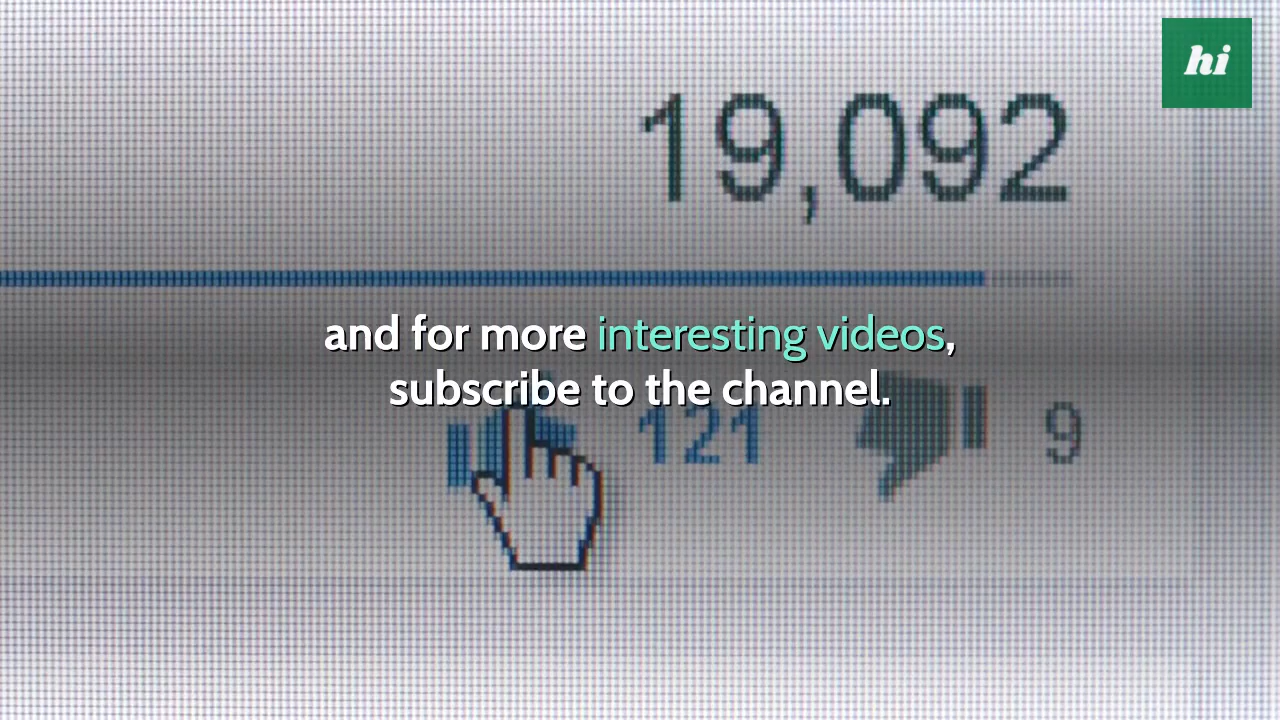 hi
19,092
and for more interesting videos,
subscribe to the channel.
121 9